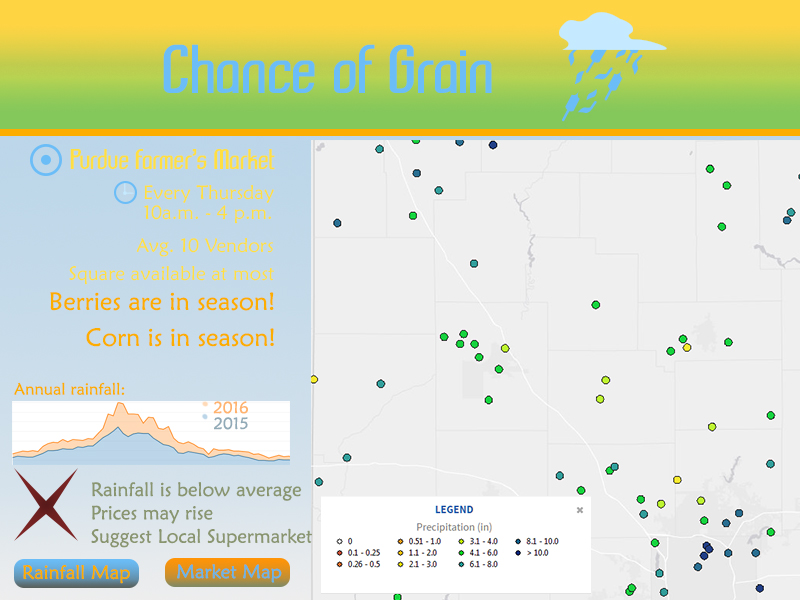 Chance of Grain
Purdue Farmer's Market
Every Thursday
10a.m. - 4 p.m.
Avg. 10 Vendors
Square available at most
Berries are in season!
Corn is in season!
Annual rainfall:
2016
2015
Rainfall is below average
Prices may rise
Suggest Local Supermarket
Rainfall Map
Market Map
LEGEND
Precipitation (in)
0
0.1 - 0.25
0.26 - 0.5
0.51 - 1.0
1.1 - 2.0
2.1 - 3.0
3.1 - 4.0
4.1 - 6.0
6.1 - 8.0
8.1 - 10.0
> 10.0